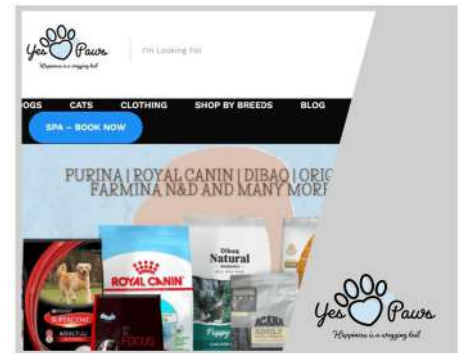 Yes Paws
Happiness is a wagging tail
I'm Looking For
OGS CATS CLOTHING SHOP BY BREEDS BLOG
SPA – BOOK NOW
PURINA | ROYAL CANIN | DIBAQ | ORIG
FARMINA N&D AND MANY MORE
SUPERCOAT
ADULT
ROYAL CANIN
FOCUS
Dibaq
Natural
Puppy
ACANA
Yes Paws
Happiness is a wagging tail